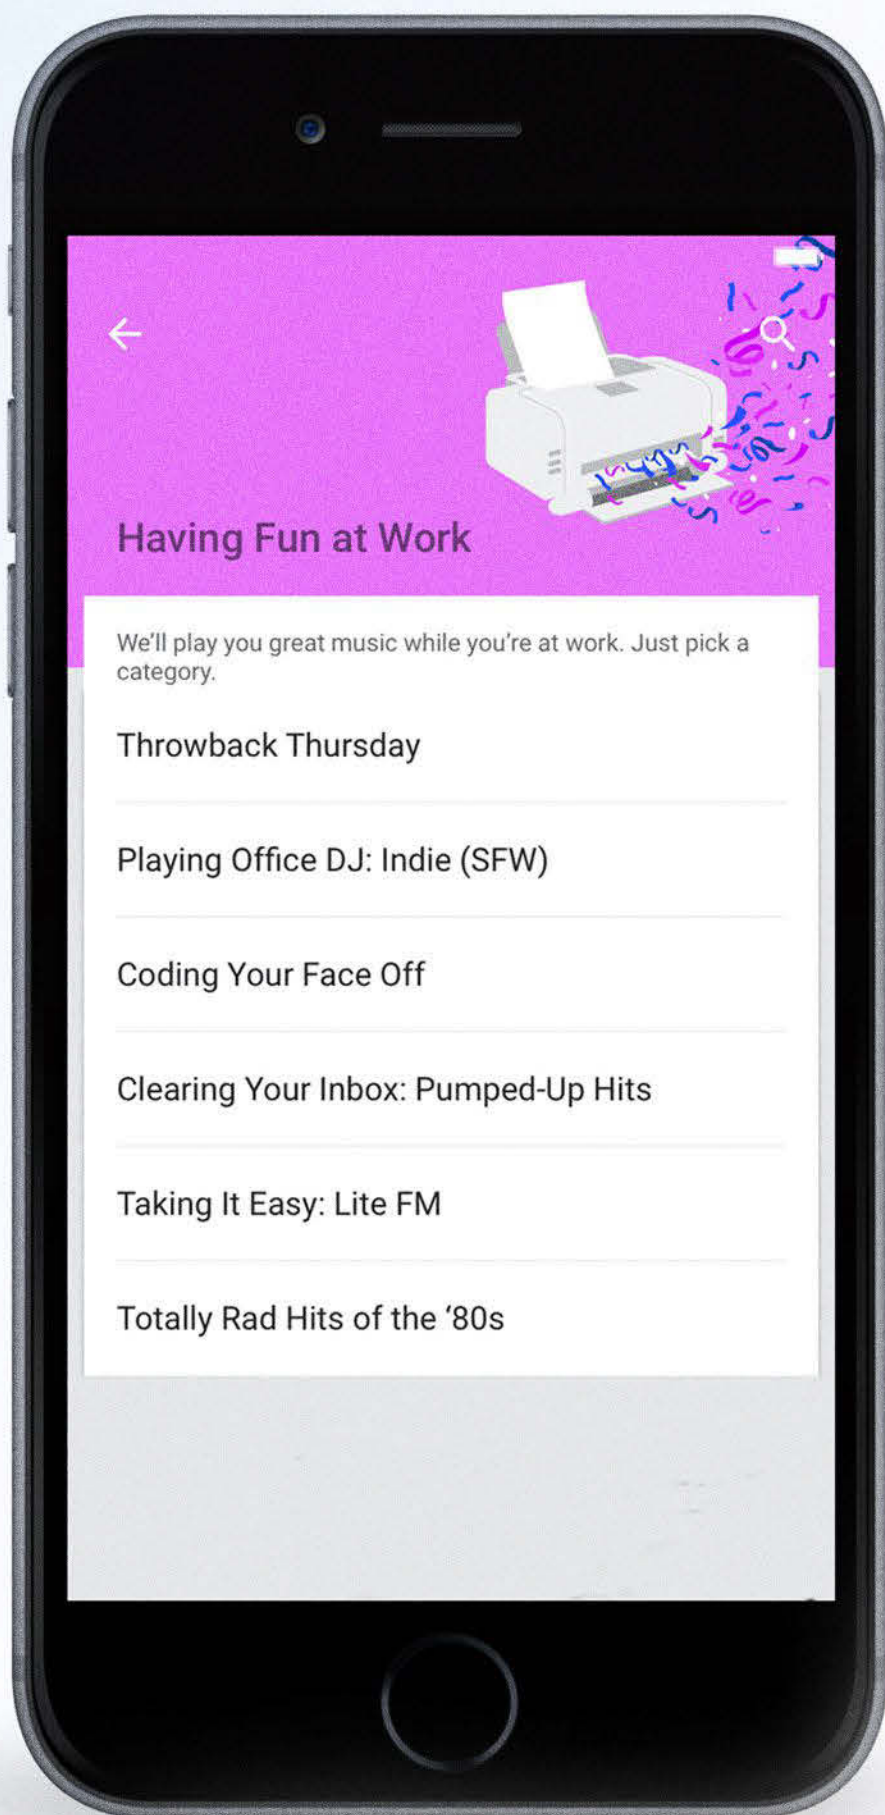 Having Fun at Work
We’ll play you great music while you’re at work. Just pick a
category.
Throwback Thursday
Playing Office DJ: Indie (SFW)
Coding Your Face Off
Clearing Your Inbox: Pumped-Up Hits
Taking It Easy: Lite FM
Totally Rad Hits of the ‘80s